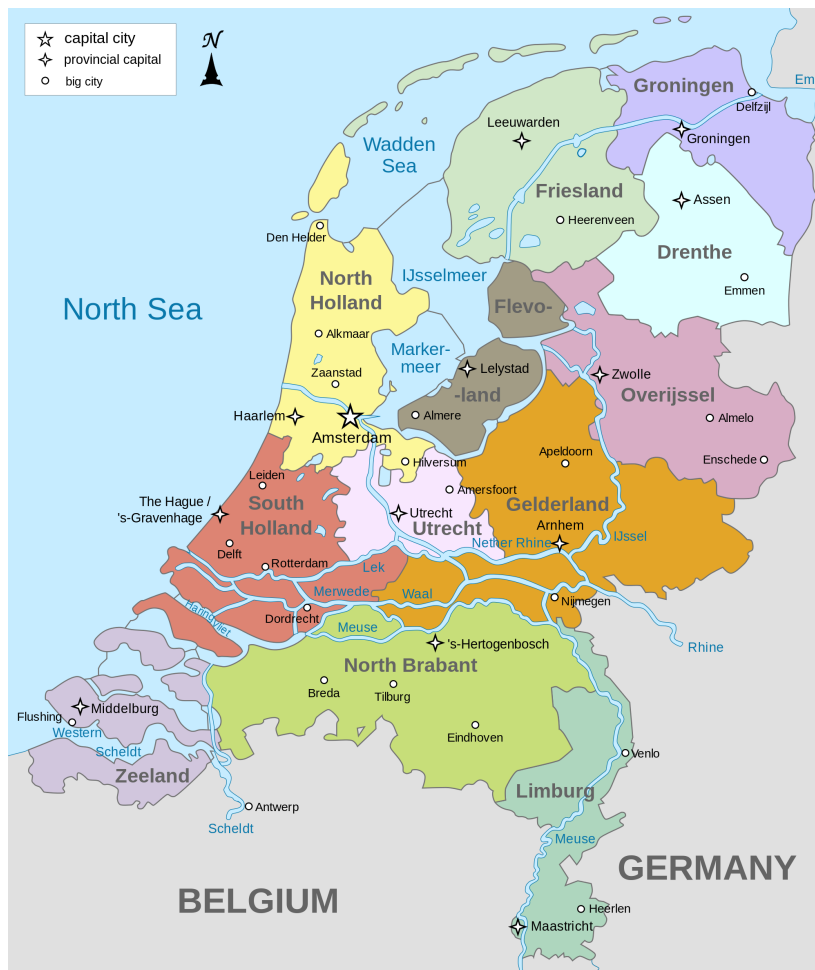 capital city
provincial capital
big city
N
Em
Groningen
Delfzijl
Leeuwarden
Groningen
Wadden
Sea
Friesland
Assen
Heerenveen
Den Helder
Drenthe
North
Holland
IJsselmeer
Emmen
North Sea
Flevo-
Alkmaar
Marker-
meer
Lelystad
Zwolle
Zaanstad
-land
Overijssel
Haarlem
Almere
Almelo
Amsterdam
Apeldoorn
Enschede
Hilversum
Leiden
Amersfoort
The Hague /
's-Gravenhage
South
Holland
Gelderland
Utrecht
Utrecht
Arnhem
Nether Rhine
IJssel
Delft
Rotterdam
Lek
Merwede
Waal
Nijmegen
Haringvliet
Dordrecht
Meuse
's-Hertogenbosch
Rhine
North Brabant
Breda
Tilburg
Middelburg
Flushing
Western
Scheldt
Eindhoven
Venlo
Zeeland
Limburg
Antwerp
Scheldt
Meuse
GERMANY
BELGIUM
Heerlen
Maastricht